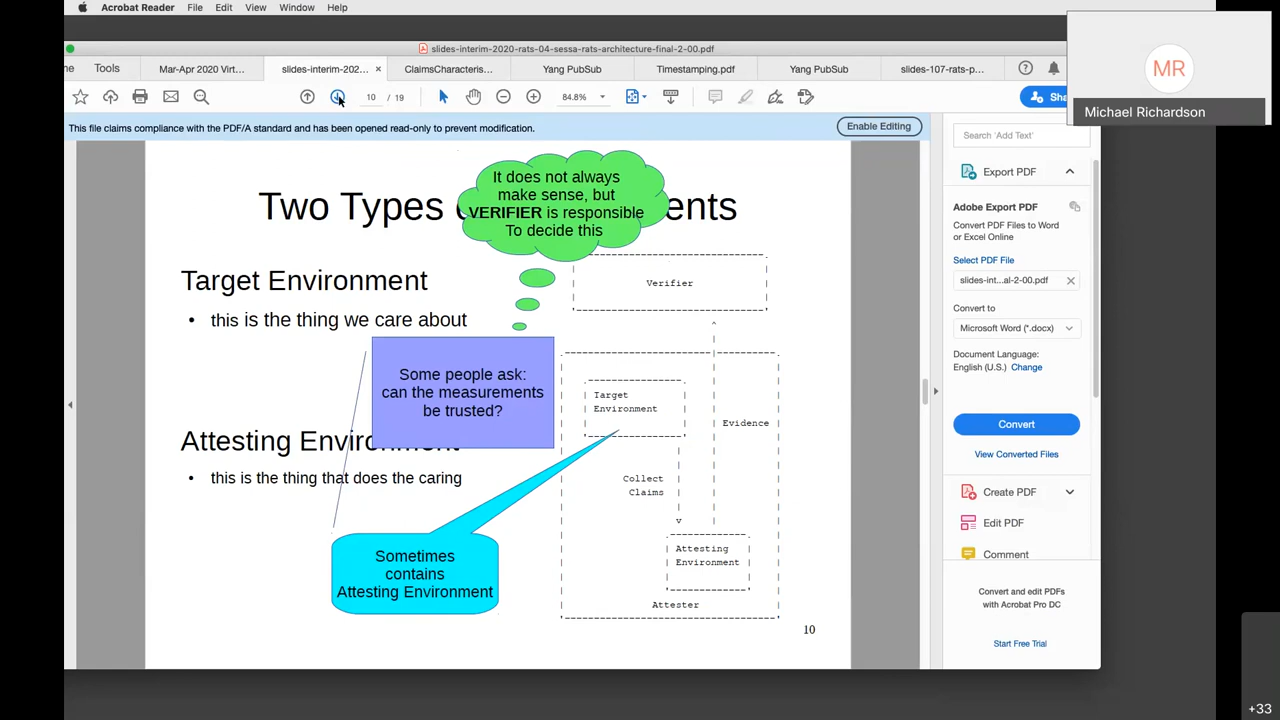 Acrobat Reader File Edit View Window Help
slides-interim-2020-rats-04-sessa-rats-architecture-final-2-00.pdf
me Tools Mar-Apr 2020 Virt... slides-interim-202... × ClaimsCharacteris... Yang PubSub Timestamping.pdf Yang PubSub slides-107-rats-p...
10 / 19 84.8% Sha
This file claims compliance with the PDF/A standard and has been opened read-only to prevent modification. Enable Editing
MR
Michael Richardson
It does not always
make sense, but
VERIFIER is responsible
To decide this
Two Types ents
Target Environment
• this is the thing we care about
Some people ask:
can the measurements
be trusted?
Attesting Environment
• this is the thing that does the caring
Sometimes
contains
Attesting Environment
Verifier
Target
Environment
Evidence
Collect
Claims
Attesting
Environment
Attester
10
Search 'Add Text'
Export PDF
Adobe Export PDF
Convert PDF Files to Word
or Excel Online
Select PDF File
slides-int...al-2-00.pdf
Convert to
Microsoft Word (*.docx)
Document Language:
English (U.S.) Change
Convert
View Converted Files
Create PDF
Edit PDF
Comment
Convert and edit PDFs
with Acrobat Pro DC
Start Free Trial
+33